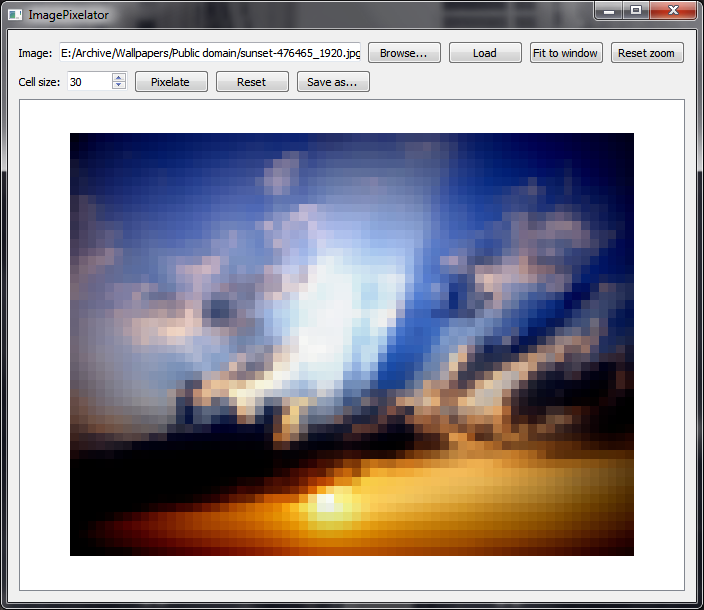 ImagePixelator
Image: E:/Archive/Wallpapers/Public domain/sunset-476465_1920.jpg Browse... Load Fit to window Reset zoom
Cell size: 30 Pixelate Reset Save as...